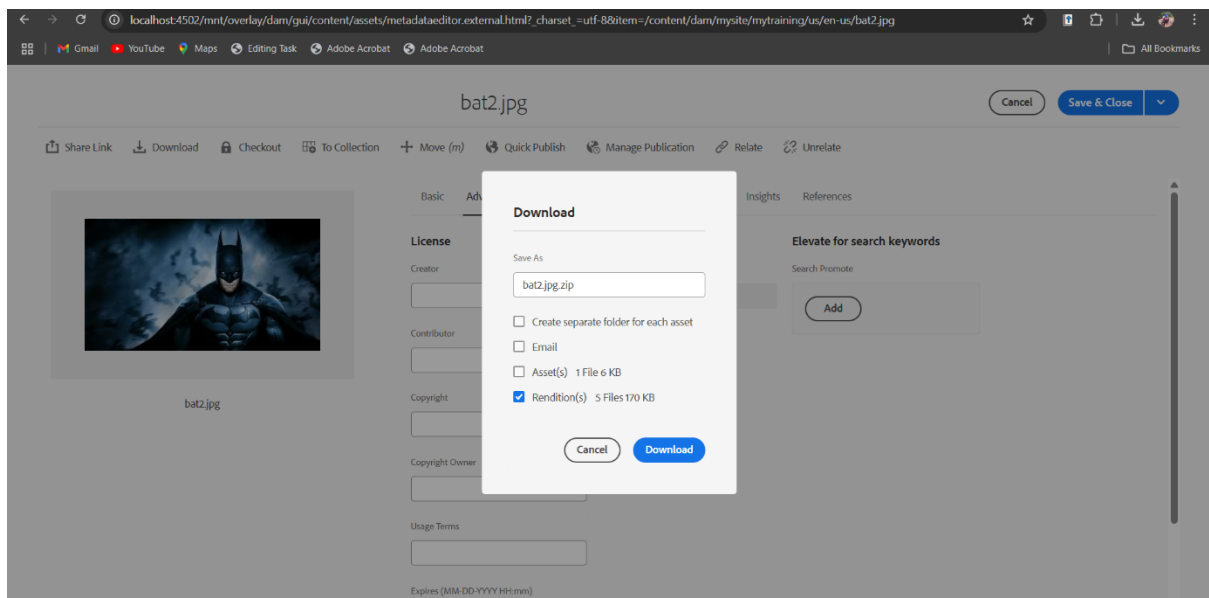 localhost:4502/mnt/overlay/dam/gui/content/assets/metadataeditor.external.html?_charset_=utf-8&item=/content/dam/mysite/mytraining/us/en-us/bat2.jpg
Gmail YouTube Maps Editing Task Adobe Acrobat Adobe Acrobat All Bookmarks
bat2.jpg
Cancel Save & Close
Share Link Download Checkout To Collection Move (m) Quick Publish Manage Publication Relate Unrelate
Basic Adv Insights References
Download
License Elevate for search keywords
Save As
Creator Search Promote
bat2.jpg.zip
Add
Create separate folder for each asset
Contributor
Email
Asset(s) 1 File 6 KB
Copyright
Rendition(s) 5 Files 170 KB
bat2.jpg
Cancel Download
Copyright Owner
Usage Terms
Expires (MM-DD-YYYY HH:mm)